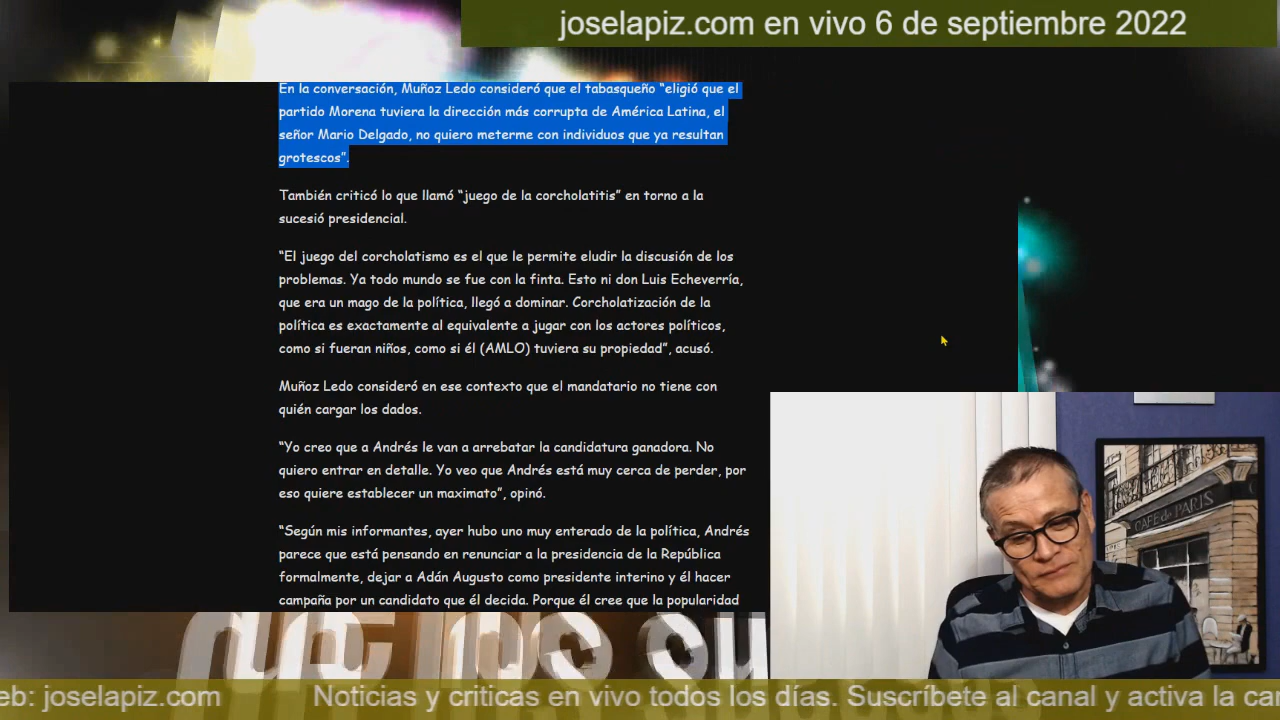 joselapiz.com en vivo 6 de septiembre 2022
En la conversación, Muñoz Ledo consideró que el tabasqueño “eligió que el
partido Morena tuviera la dirección más corrupta de América Latina, el
señor Mario Delgado, no quiero meterme con individuos que ya resultan
grotescos”.
También criticó lo que llamó “juego de la corcholatitis” en torno a la
sucesió presidencial.
“El juego del corcholatismo es el que le permite eludir la discusión de los
problemas. Ya todo mundo se fue con la finta. Esto ni don Luis Echeverría,
que era un mago de la política, llegó a dominar. Corcholatización de la
política es exactamente al equivalente a jugar con los actores políticos,
como si fueran niños, como si él (AMLO) tuviera su propiedad”, acusó.
Muñoz Ledo consideró en ese contexto que el mandatario no tiene con
quién cargar los dados.
“Yo creo que a Andrés le van a arrebatar la candidatura ganadora. No
quiero entrar en detalle. Yo veo que Andrés está muy cerca de perder, por
eso quiere establecer un maximato”, opinó.
“Según mis informantes, ayer hubo uno muy enterado de la política, Andrés
parece que está pensando en renunciar a la presidencia de la República
formalmente, dejar a Adán Augusto como presidente interino y él hacer
campaña por un candidato que él decida. Porque él cree que la popularidad
CAFÉ de PARIS
eb: joselapiz.com Noticias y criticas en vivo todos los días. Suscríbete al canal y activa la ca